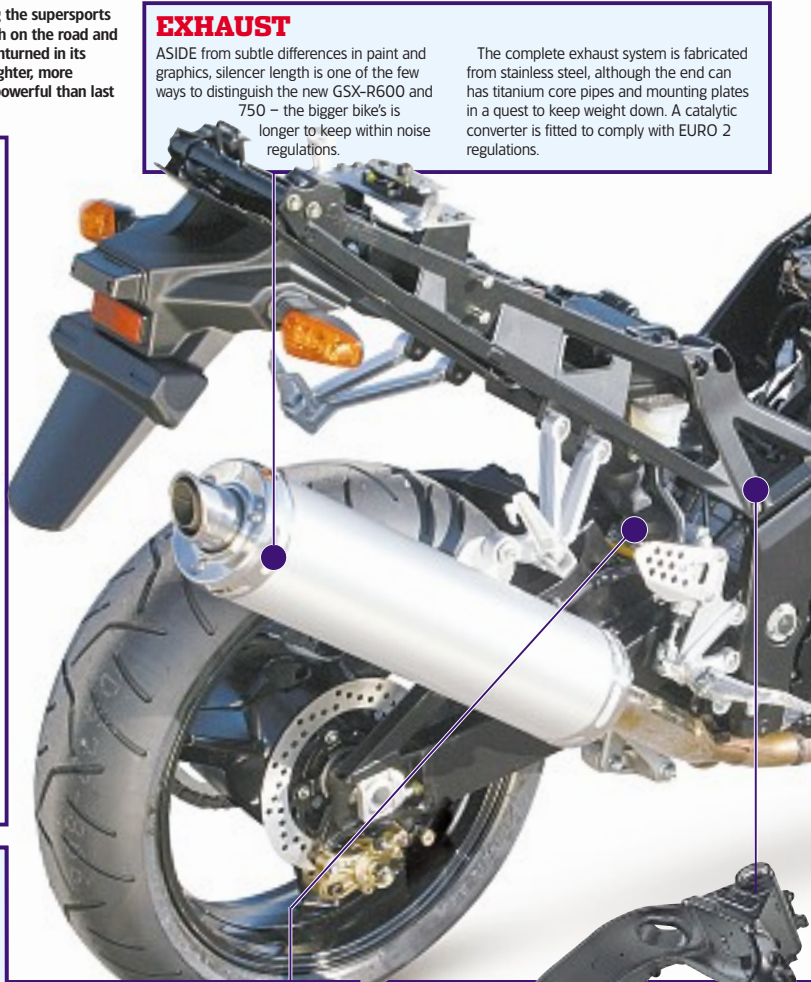 g the supersports
h on the road and
nturned in its
ghter, more
powerful than last
EXHAUST
ASIDE from subtle differences in paint and
graphics, silencer length is one of the few
ways to distinguish the new GSX-R600 and
750 – the bigger bike's is
longer to keep within noise
regulations.
The complete exhaust system is fabricated
from stainless steel, although the end can
has titanium core pipes and mounting plates
in a quest to keep weight down. A catalytic
converter is fitted to comply with EURO 2
regulations.